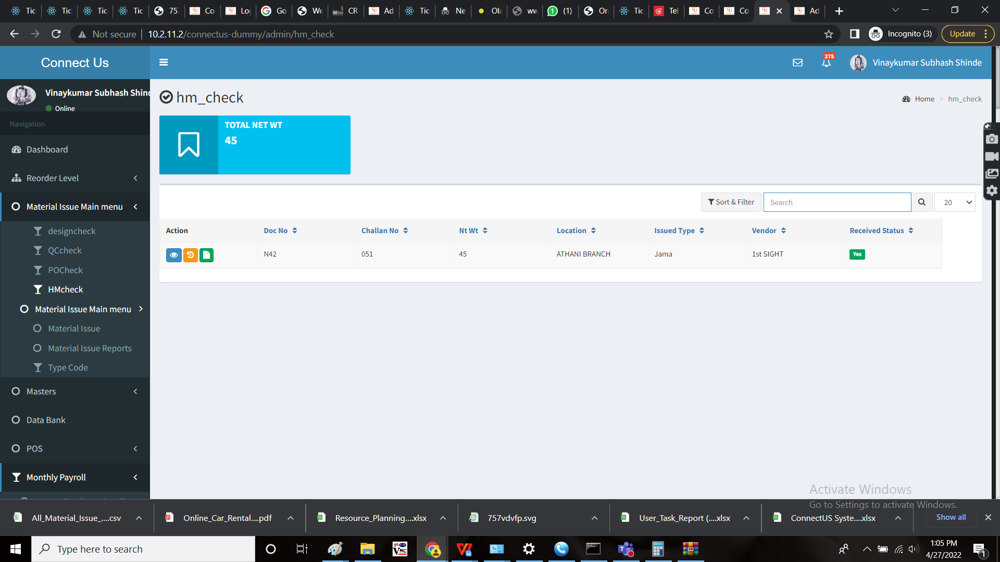 Tic
Tic
Tic
Tic
757
Co
Log
Go
We
CR
Ad
Tic
Ne
Ola
ww
(1)
On
Tic
Tel
Co
Co
Ad
Not secure
10.2.11.2/connectus-dummy/admin/hm_check
Incognito (3)
Update
Connect Us
275
Vinaykumar Subhash Shinde
Vinaykumar Subhash Shind
Online
Navigation
Dashboard
Reorder Level
Material Issue Main menu
designcheck
QCcheck
POCheck
HMcheck
Material Issue Main menu
Material Issue
Material Issue Reports
Type Code
Masters
Data Bank
POS
Monthly Payroll
hm_check
Home > hm_check
TOTAL NET WT
45
Sort & Filter
Search
20
Action Doc No Challan No Nt Wt Location Issued Type Vendor Received Status
N42 051 45 ATHANI BRANCH Jama 1st SIGHT Yes
Activate Windows
Go to Settings to activate Windows.
All_Material_Issue_....csv
Online_Car_Rental....pdf
Resource_Planning....xlsx
757vdvfp.svg
User_Task_Report (....xlsx
ConnectUS Syste....xlsx
Show all
Type here to search
1:05 PM
4/27/2022
1